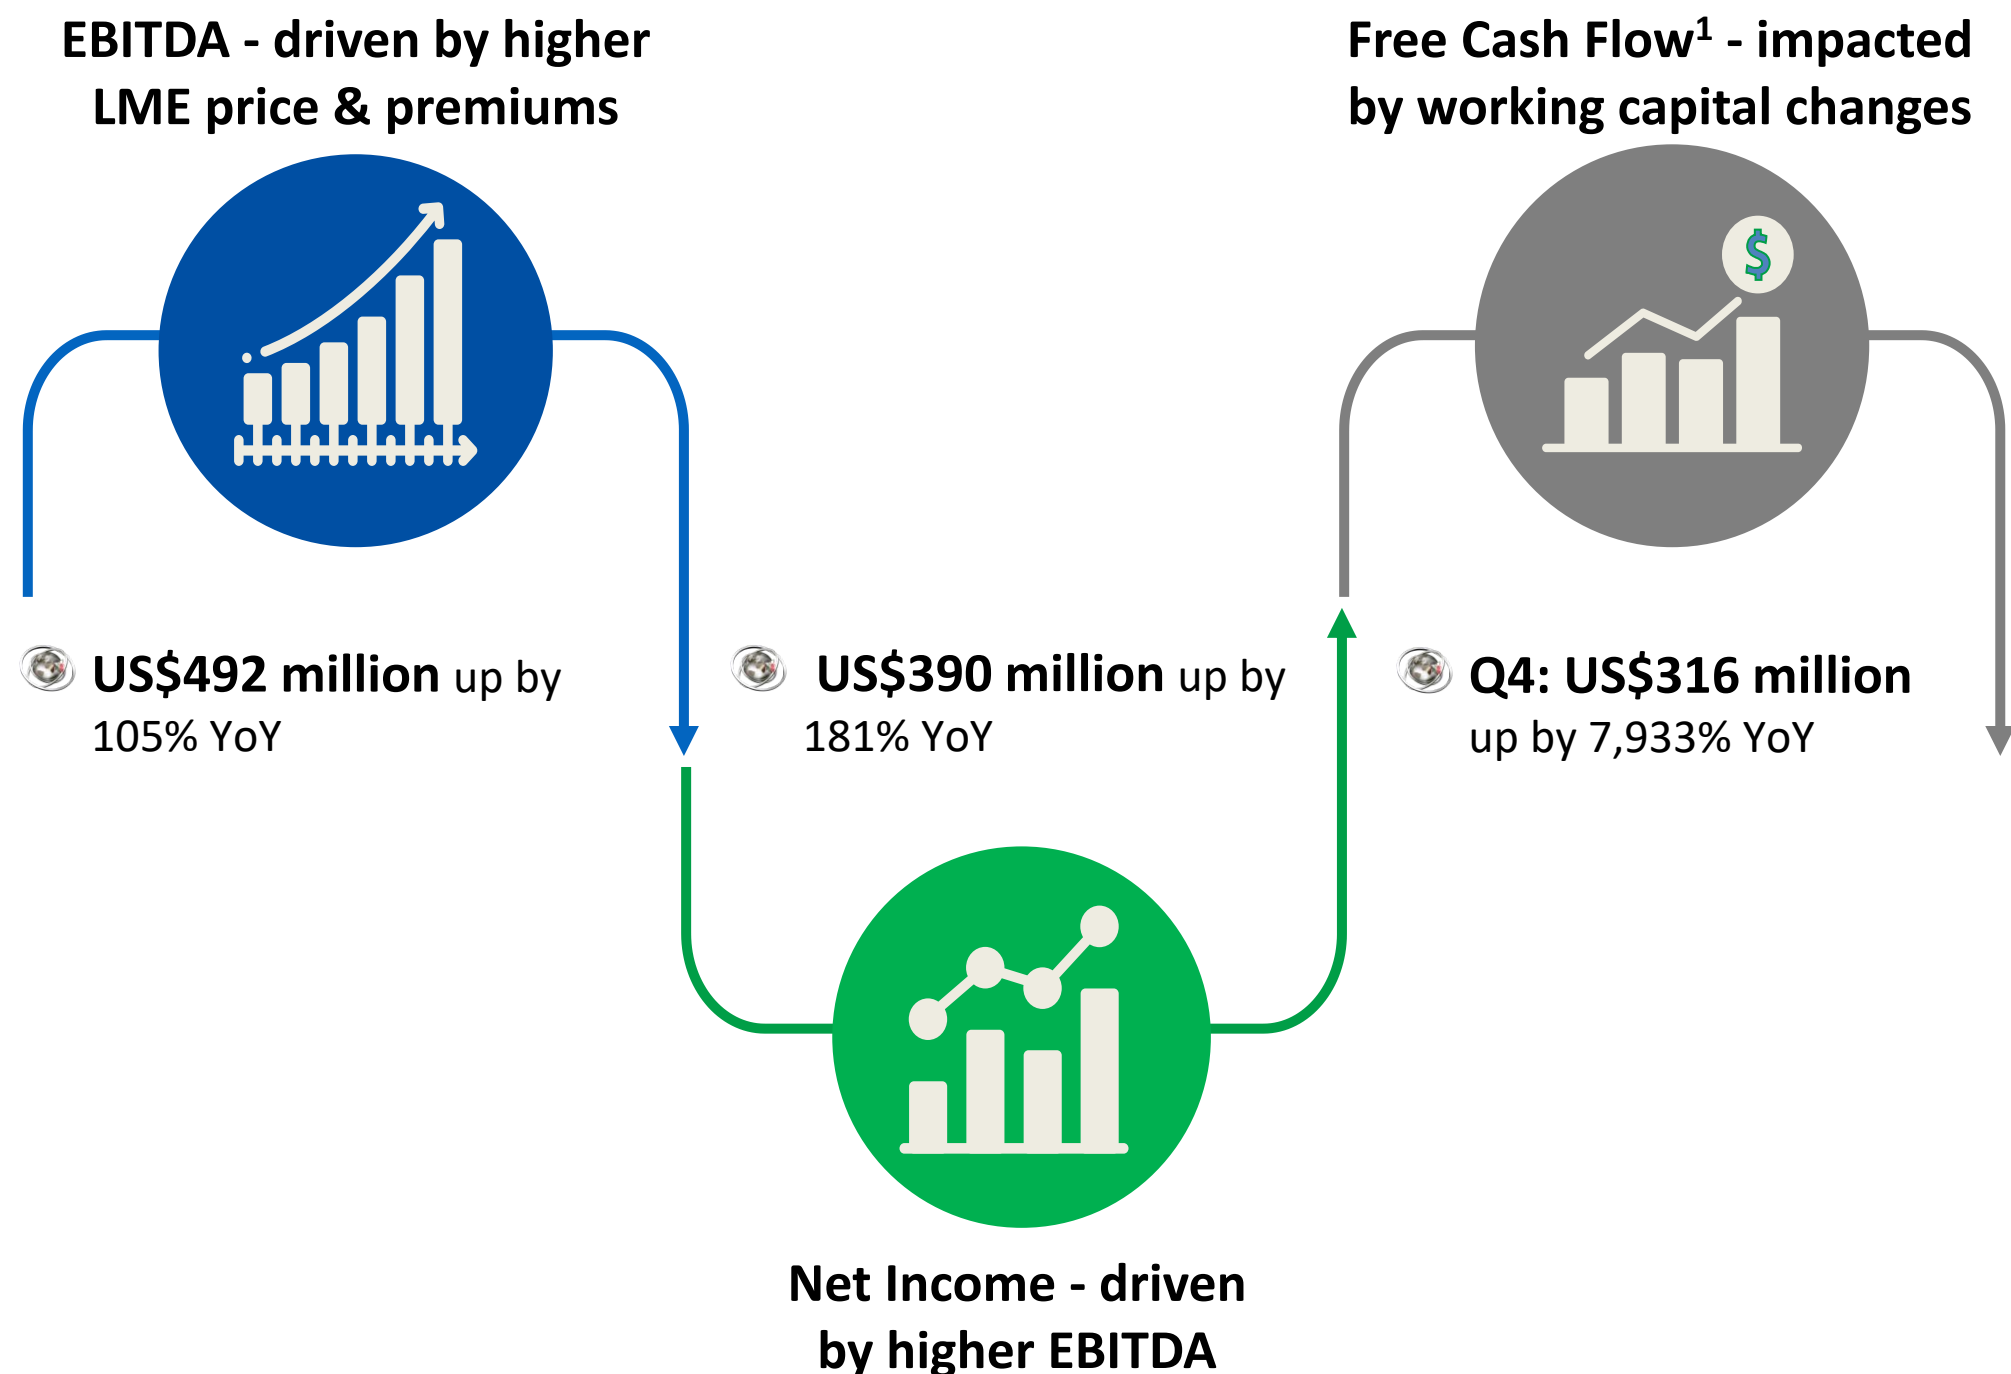 EBITDA - driven by higher
LME price & premiums
Free Cash Flow¹ - impacted
by working capital changes
$
US$492 million up by
105% YoY
US$390 million up by
181% YoY
Q4: US$316 million
up by 7,933% YoY
Net Income - driven
by higher EBITDA